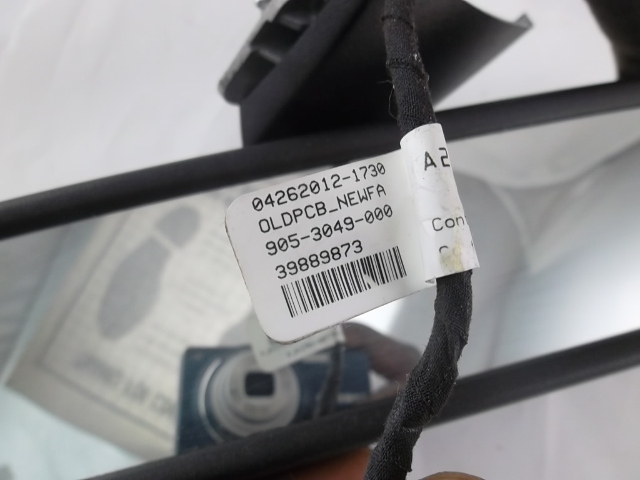 04262012-1730
OLDPCB_NEWFA
905-3049-000
39889873
A2
Con